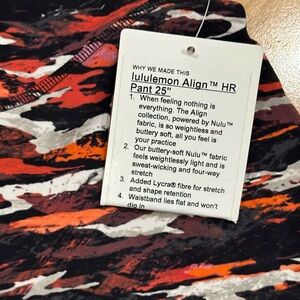 WHY WE MADE THIS
lululemon Align™ HR
Pant 25"
1. When feeling nothing is
everything. The Align
collection, powered by Nulu™
fabric, is so weightless and
buttery soft, all you feel is
your practice
2. Our buttery-soft Nulu™ fabric
feels weightlessly light and is
sweat-wicking and four-way
stretch
3. Added Lycra® fibre for stretch
and shape retention
4. Waistband lies flat and won't
dig in